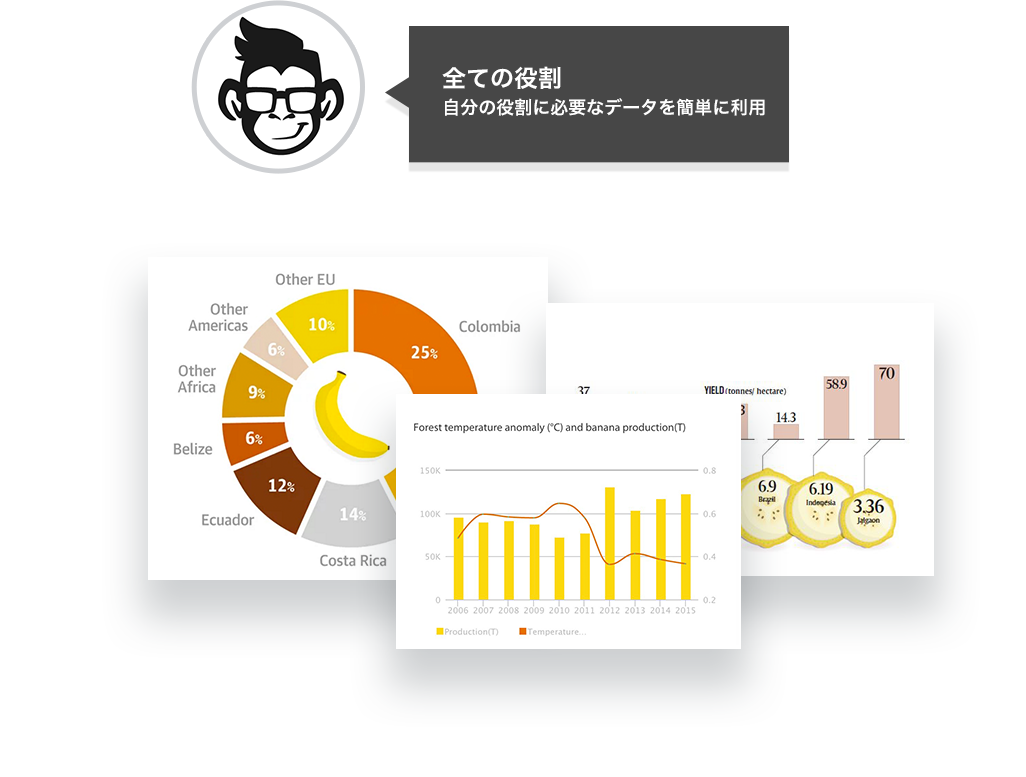 全ての役割
自分の役割に必要なデータを簡単に利用
Other EU
10%
Other
Americas
6%
Colombia
25%
Other
Africa
9%
Belize
6%
12%
Ecuador
14%
Costa Rica
37
YIELD (tonnes/ hectare)
3
14.3
58.9
70
6.9
Brazil
6.19
Indonesia
3.36
Jalgaon
Forest temperature anomaly (°C) and banana production(T)
150K
0.8
100K
0.6
50K
0.4
0
0.2
2006 2007 2008 2009 2010 2011 2012 2013 2014 2015
Production(T)
Temperature...